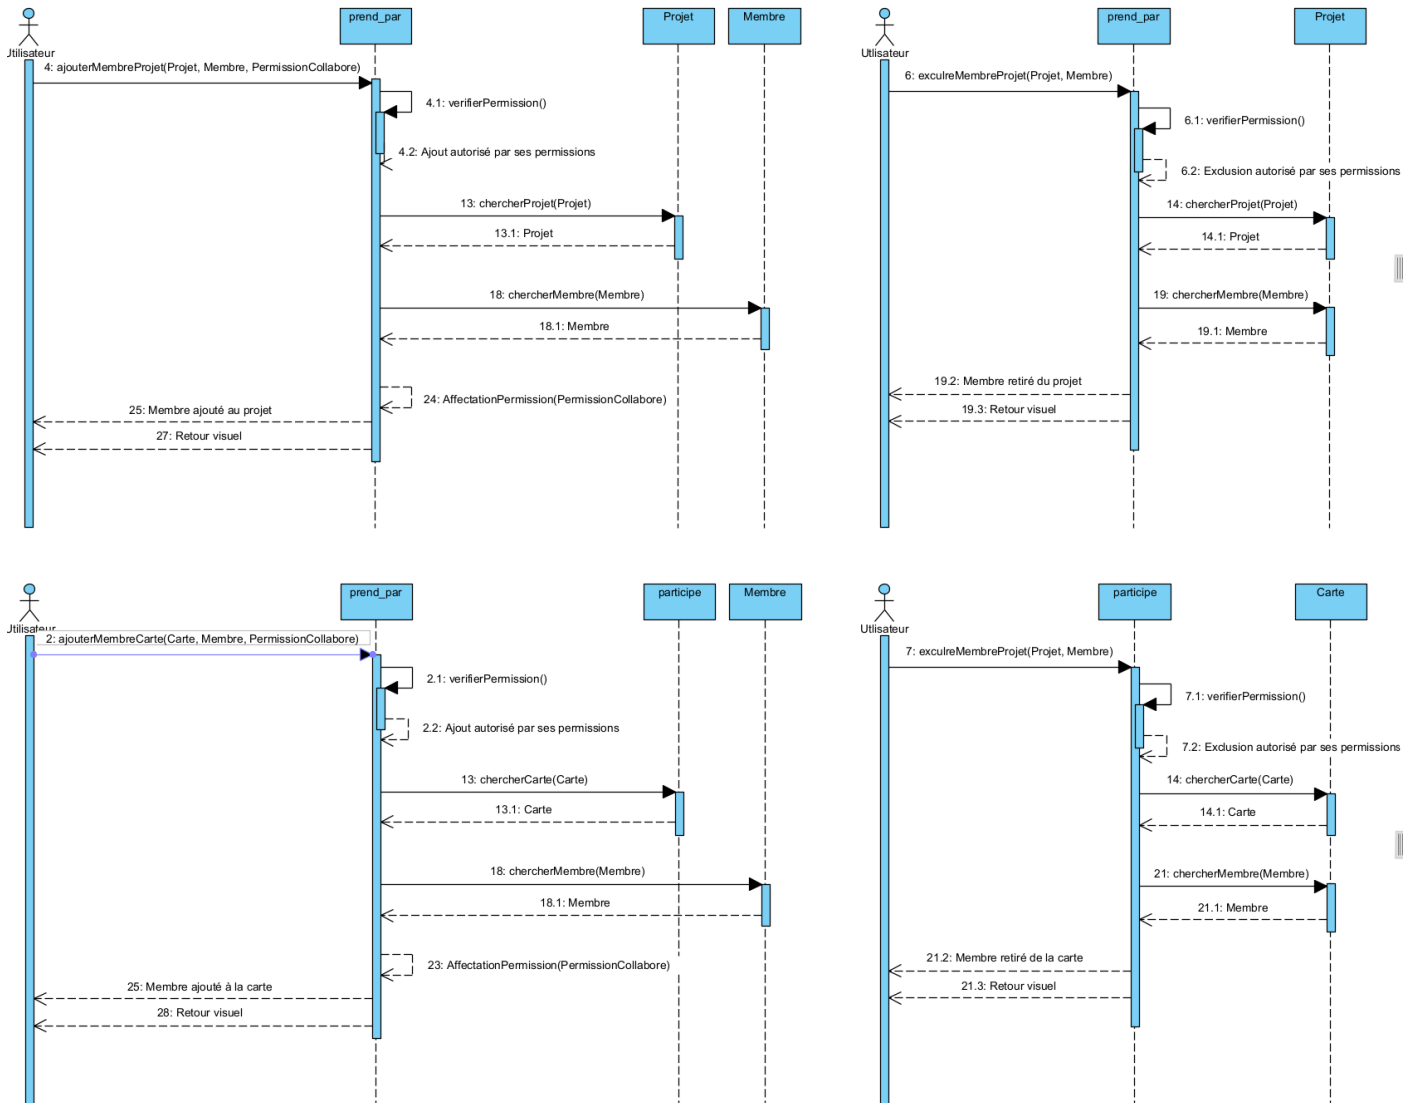 prend_par
Projet
Membre
Utilisateur
4: ajouterMembreProjet(Projet, Membre, PermissionCollabore)
4.1: verifierPermission()
4.2: Ajout autorisé par ses permissions
13: chercherProjet(Projet)
13.1: Projet
18: chercherMembre(Membre)
18.1: Membre
24: AffectationPermission(PermissionCollabore)
25: Membre ajouté au projet
27: Retour visuel
prend_par
Projet
Utlisateur
6: exculreMembreProjet(Projet, Membre)
6.1: verifierPermission()
6.2: Exclusion autorisé par ses permissions
14: chercherProjet(Projet)
14.1: Projet
19: chercherMembre(Membre)
19.1: Membre
19.2: Membre retiré du projet
19.3: Retour visuel
prend_par
participe
Membre
Utilisateur
2: ajouterMembreCarte(Carte, Membre, PermissionCollabore)
2.1: verifierPermission()
2.2: Ajout autorisé par ses permissions
13: chercherCarte(Carte)
13.1: Carte
18: chercherMembre(Membre)
18.1: Membre
23: AffectationPermission(PermissionCollabore)
25: Membre ajouté à la carte
28: Retour visuel
participe
Carte
Utlisateur
7: exculreMembreProjet(Projet, Membre)
7.1: verifierPermission()
7.2: Exclusion autorisé par ses permissions
14: chercherCarte(Carte)
14.1: Carte
21: chercherMembre(Membre)
21.1: Membre
21.2: Membre retiré de la carte
21.3: Retour visuel